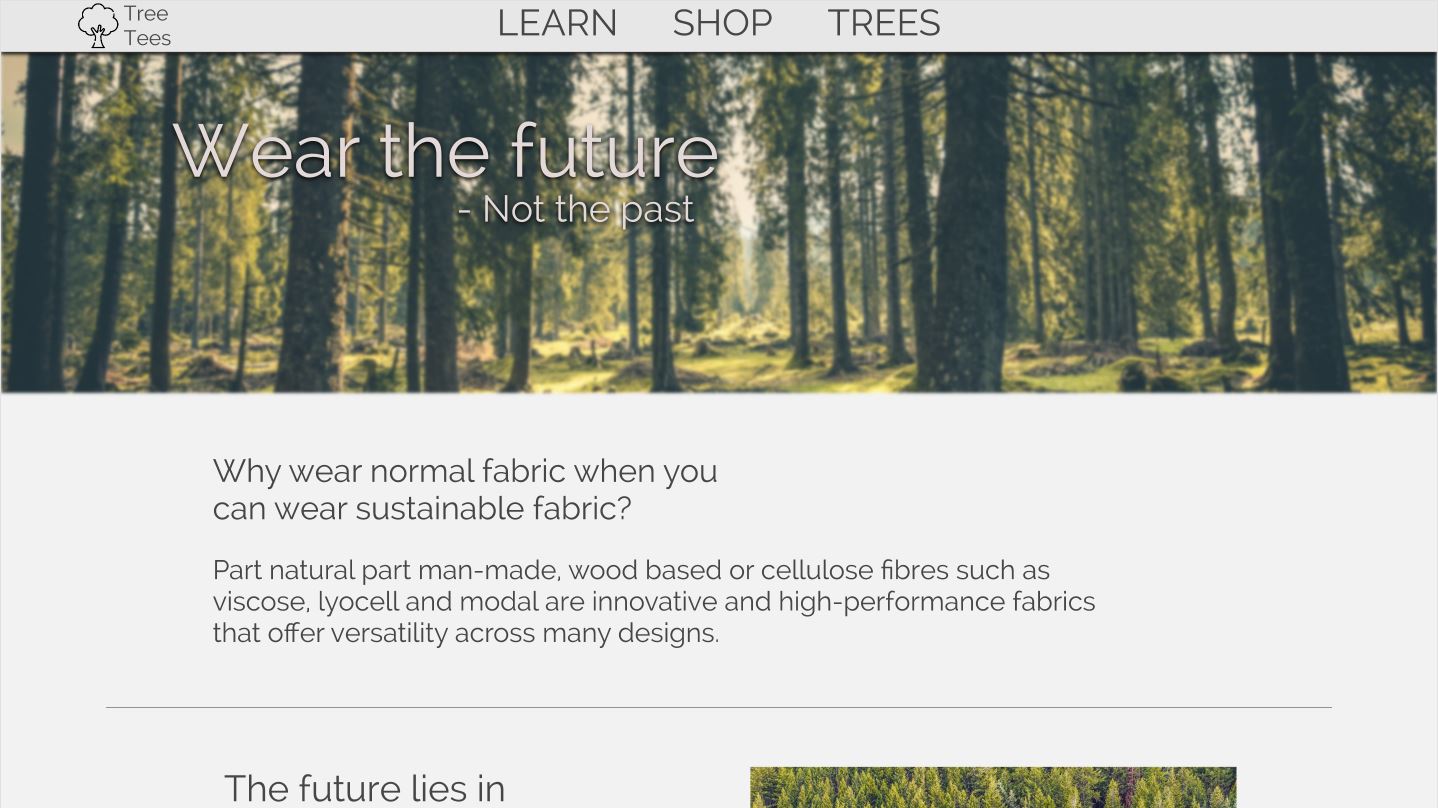 Tree
Tees
LEARN SHOP TREES
Wear the future
- Not the past
Why wear normal fabric when you
can wear sustainable fabric?
Part natural part man-made, wood based or cellulose fibres such as
viscose, lyocell and modal are innovative and high-performance fabrics
that offer versatility across many designs.
The future lies in